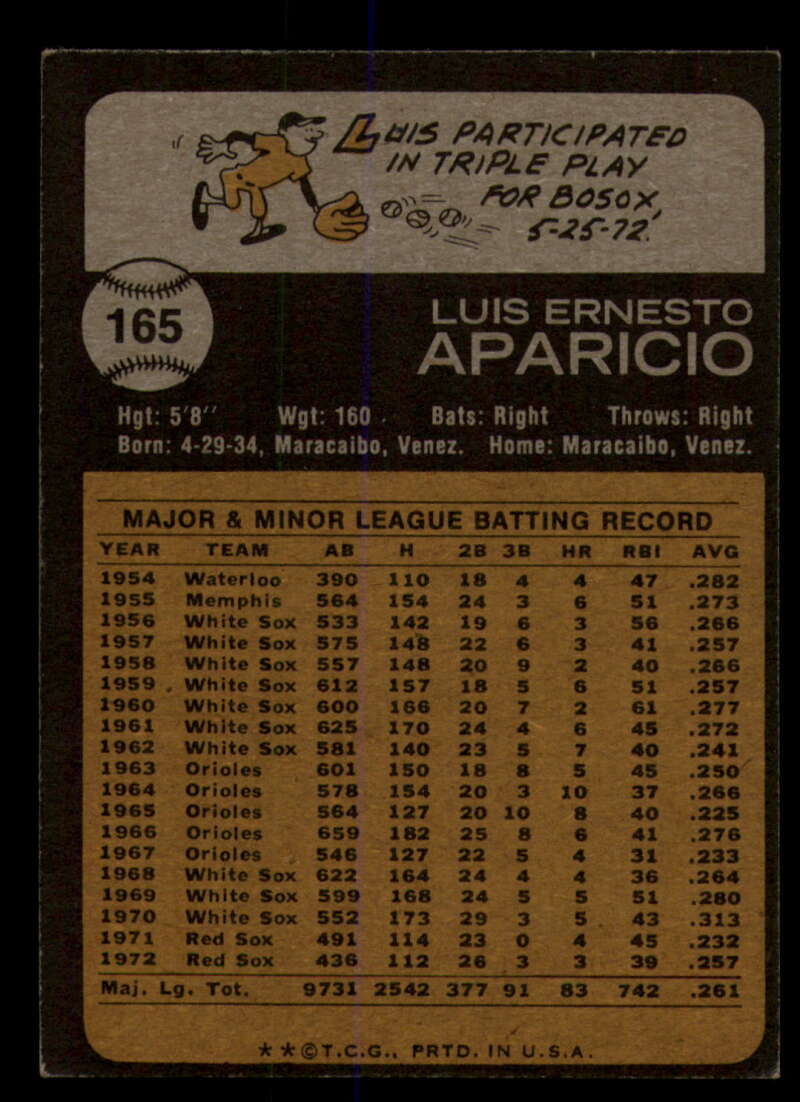 LUIS PARTICIPATED
IN TRIPLE PLAY
FOR BOSOX,
5-25-72.
165
LUIS ERNESTO
APARICIO
Hgt: 5'8" Wgt: 160 Bats: Right Throws: Right
Born: 4-29-34, Maracaibo, Venez. Home: Maracaibo, Venez.
MAJOR & MINOR LEAGUE BATTING RECORD
YEAR TEAM AB H 2B 3B HR RBI AVG
1954 Waterloo 390 110 18 4 4 47 .282
1955 Memphis 564 154 24 3 6 51 .273
1956 White Sox 533 142 19 6 3 56 .266
1957 White Sox 575 148 22 6 3 41 .257
1958 White Sox 557 148 20 9 2 40 .266
1959 White Sox 612 157 18 5 6 51 .257
1960 White Sox 600 166 20 7 2 61 .277
1961 White Sox 625 170 24 4 6 45 .272
1962 White Sox 581 140 23 5 7 40 .241
1963 Orioles 601 150 18 8 5 45 .250
1964 Orioles 578 154 20 3 10 37 .266
1965 Orioles 564 127 20 10 8 40 .225
1966 Orioles 659 182 25 8 6 41 .276
1967 Orioles 546 127 22 5 4 31 .233
1968 White Sox 622 164 24 4 4 36 .264
1969 White Sox 599 168 24 5 5 51 .280
1970 White Sox 552 173 29 3 5 43 .313
1971 Red Sox 491 114 23 0 4 45 .232
1972 Red Sox 436 112 26 3 3 39 .257
Maj. Lg. Tot. 9731 2542 377 91 83 742 .261
**©T.C.G., PRTD. IN U.S.A.